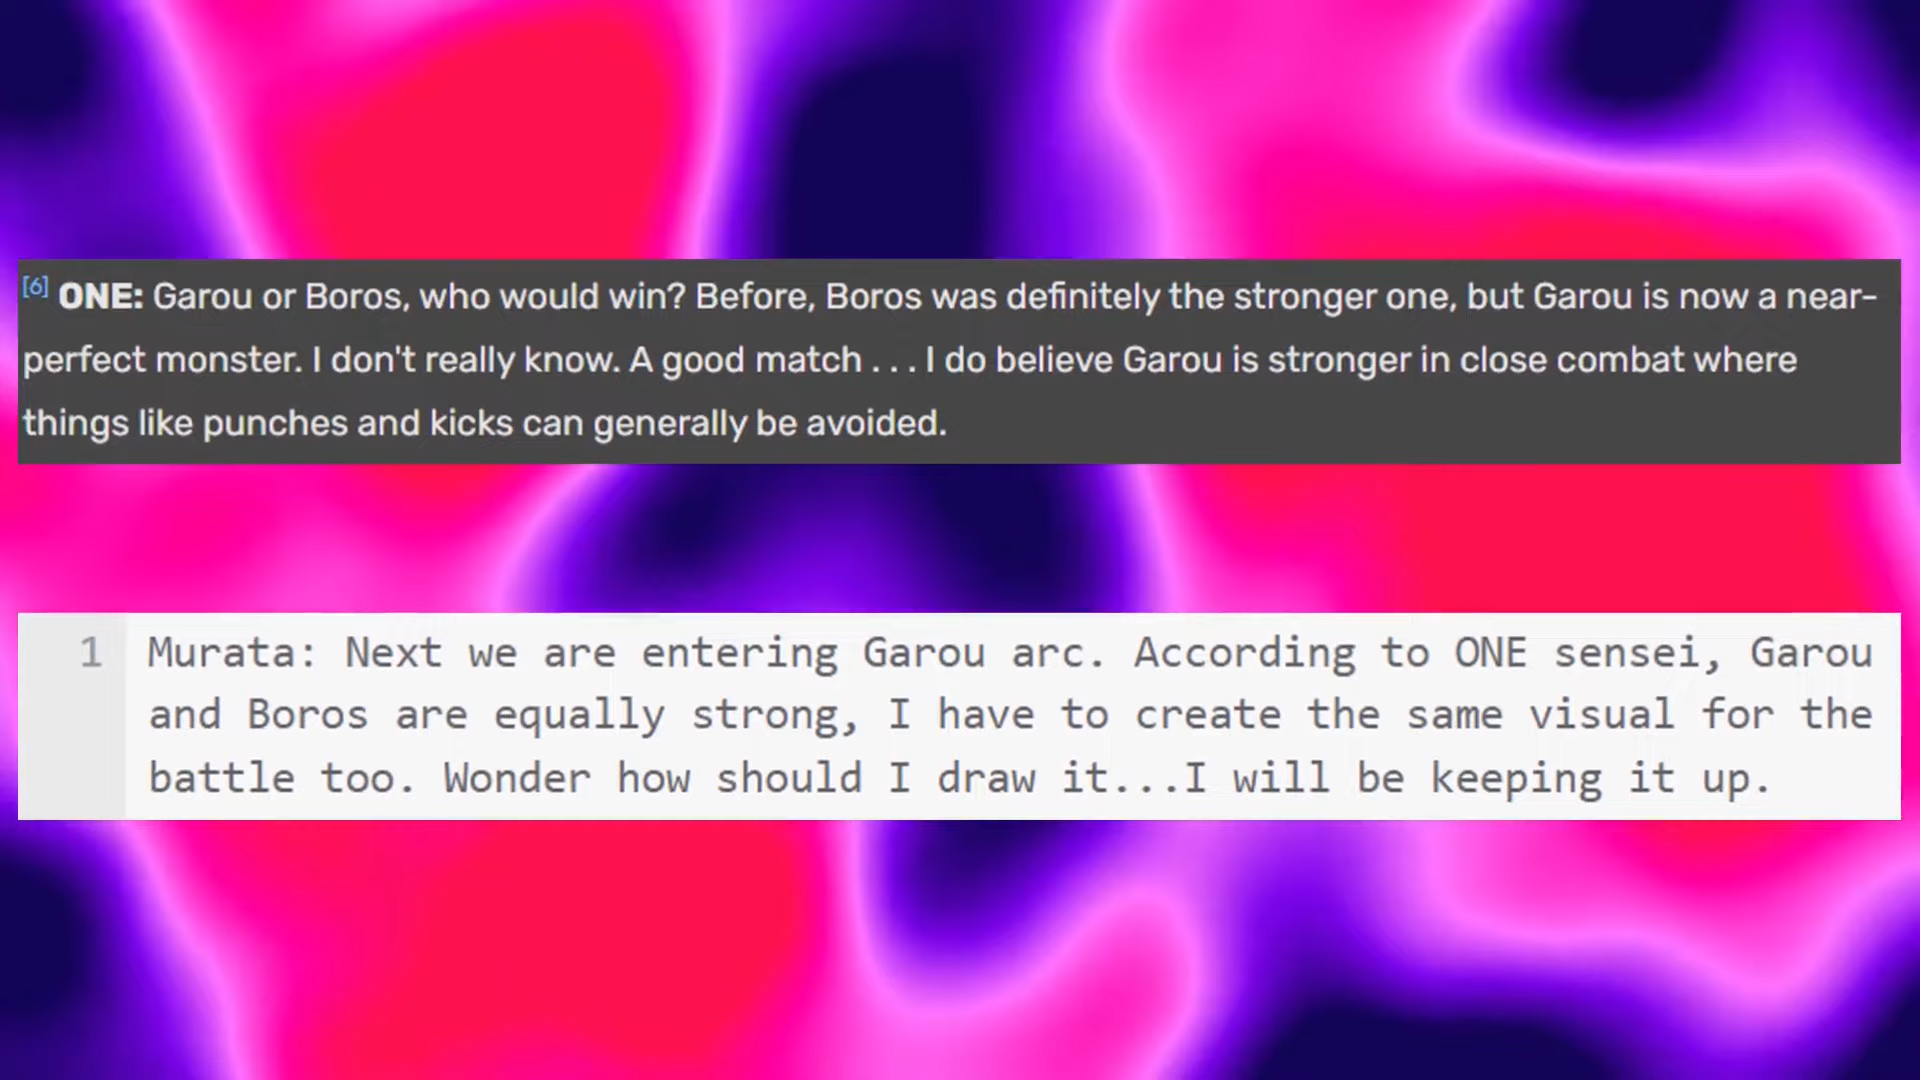 [6] ONE: Garou or Boros, who would win? Before, Boros was definitely the stronger one, but Garou is now a near-
perfect monster. I don't really know. A good match . . . I do believe Garou is stronger in close combat where
things like punches and kicks can generally be avoided.
1 Murata: Next we are entering Garou arc. According to ONE sensei, Garou
and Boros are equally strong, I have to create the same visual for the
battle too. Wonder how should I draw it...I will be keeping it up.